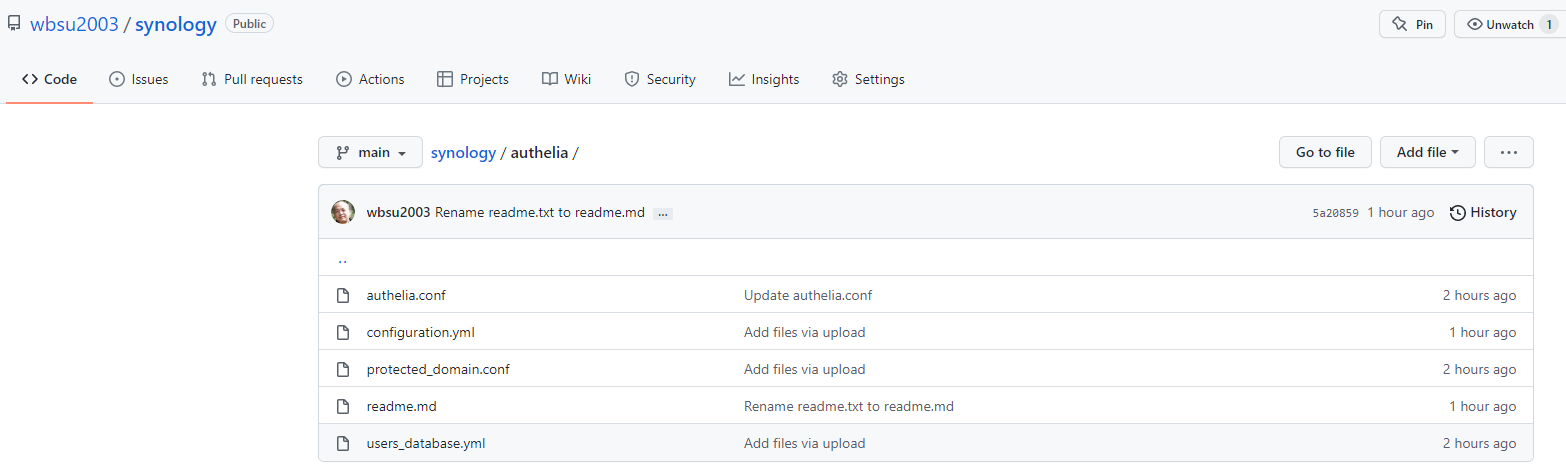 wbsu2003 / synology Public Pin Unwatch 1
Code Issues Pull requests Actions Projects Wiki Security Insights Settings
main synology / authelia / Go to file Add file ...
wbsu2003 Rename readme.txt to readme.md ... 5a20859 1 hour ago History
..
authelia.conf Update authelia.conf 2 hours ago
configuration.yml Add files via upload 1 hour ago
protected_domain.conf Add files via upload 2 hours ago
readme.md Rename readme.txt to readme.md 1 hour ago
users_database.yml Add files via upload 2 hours ago